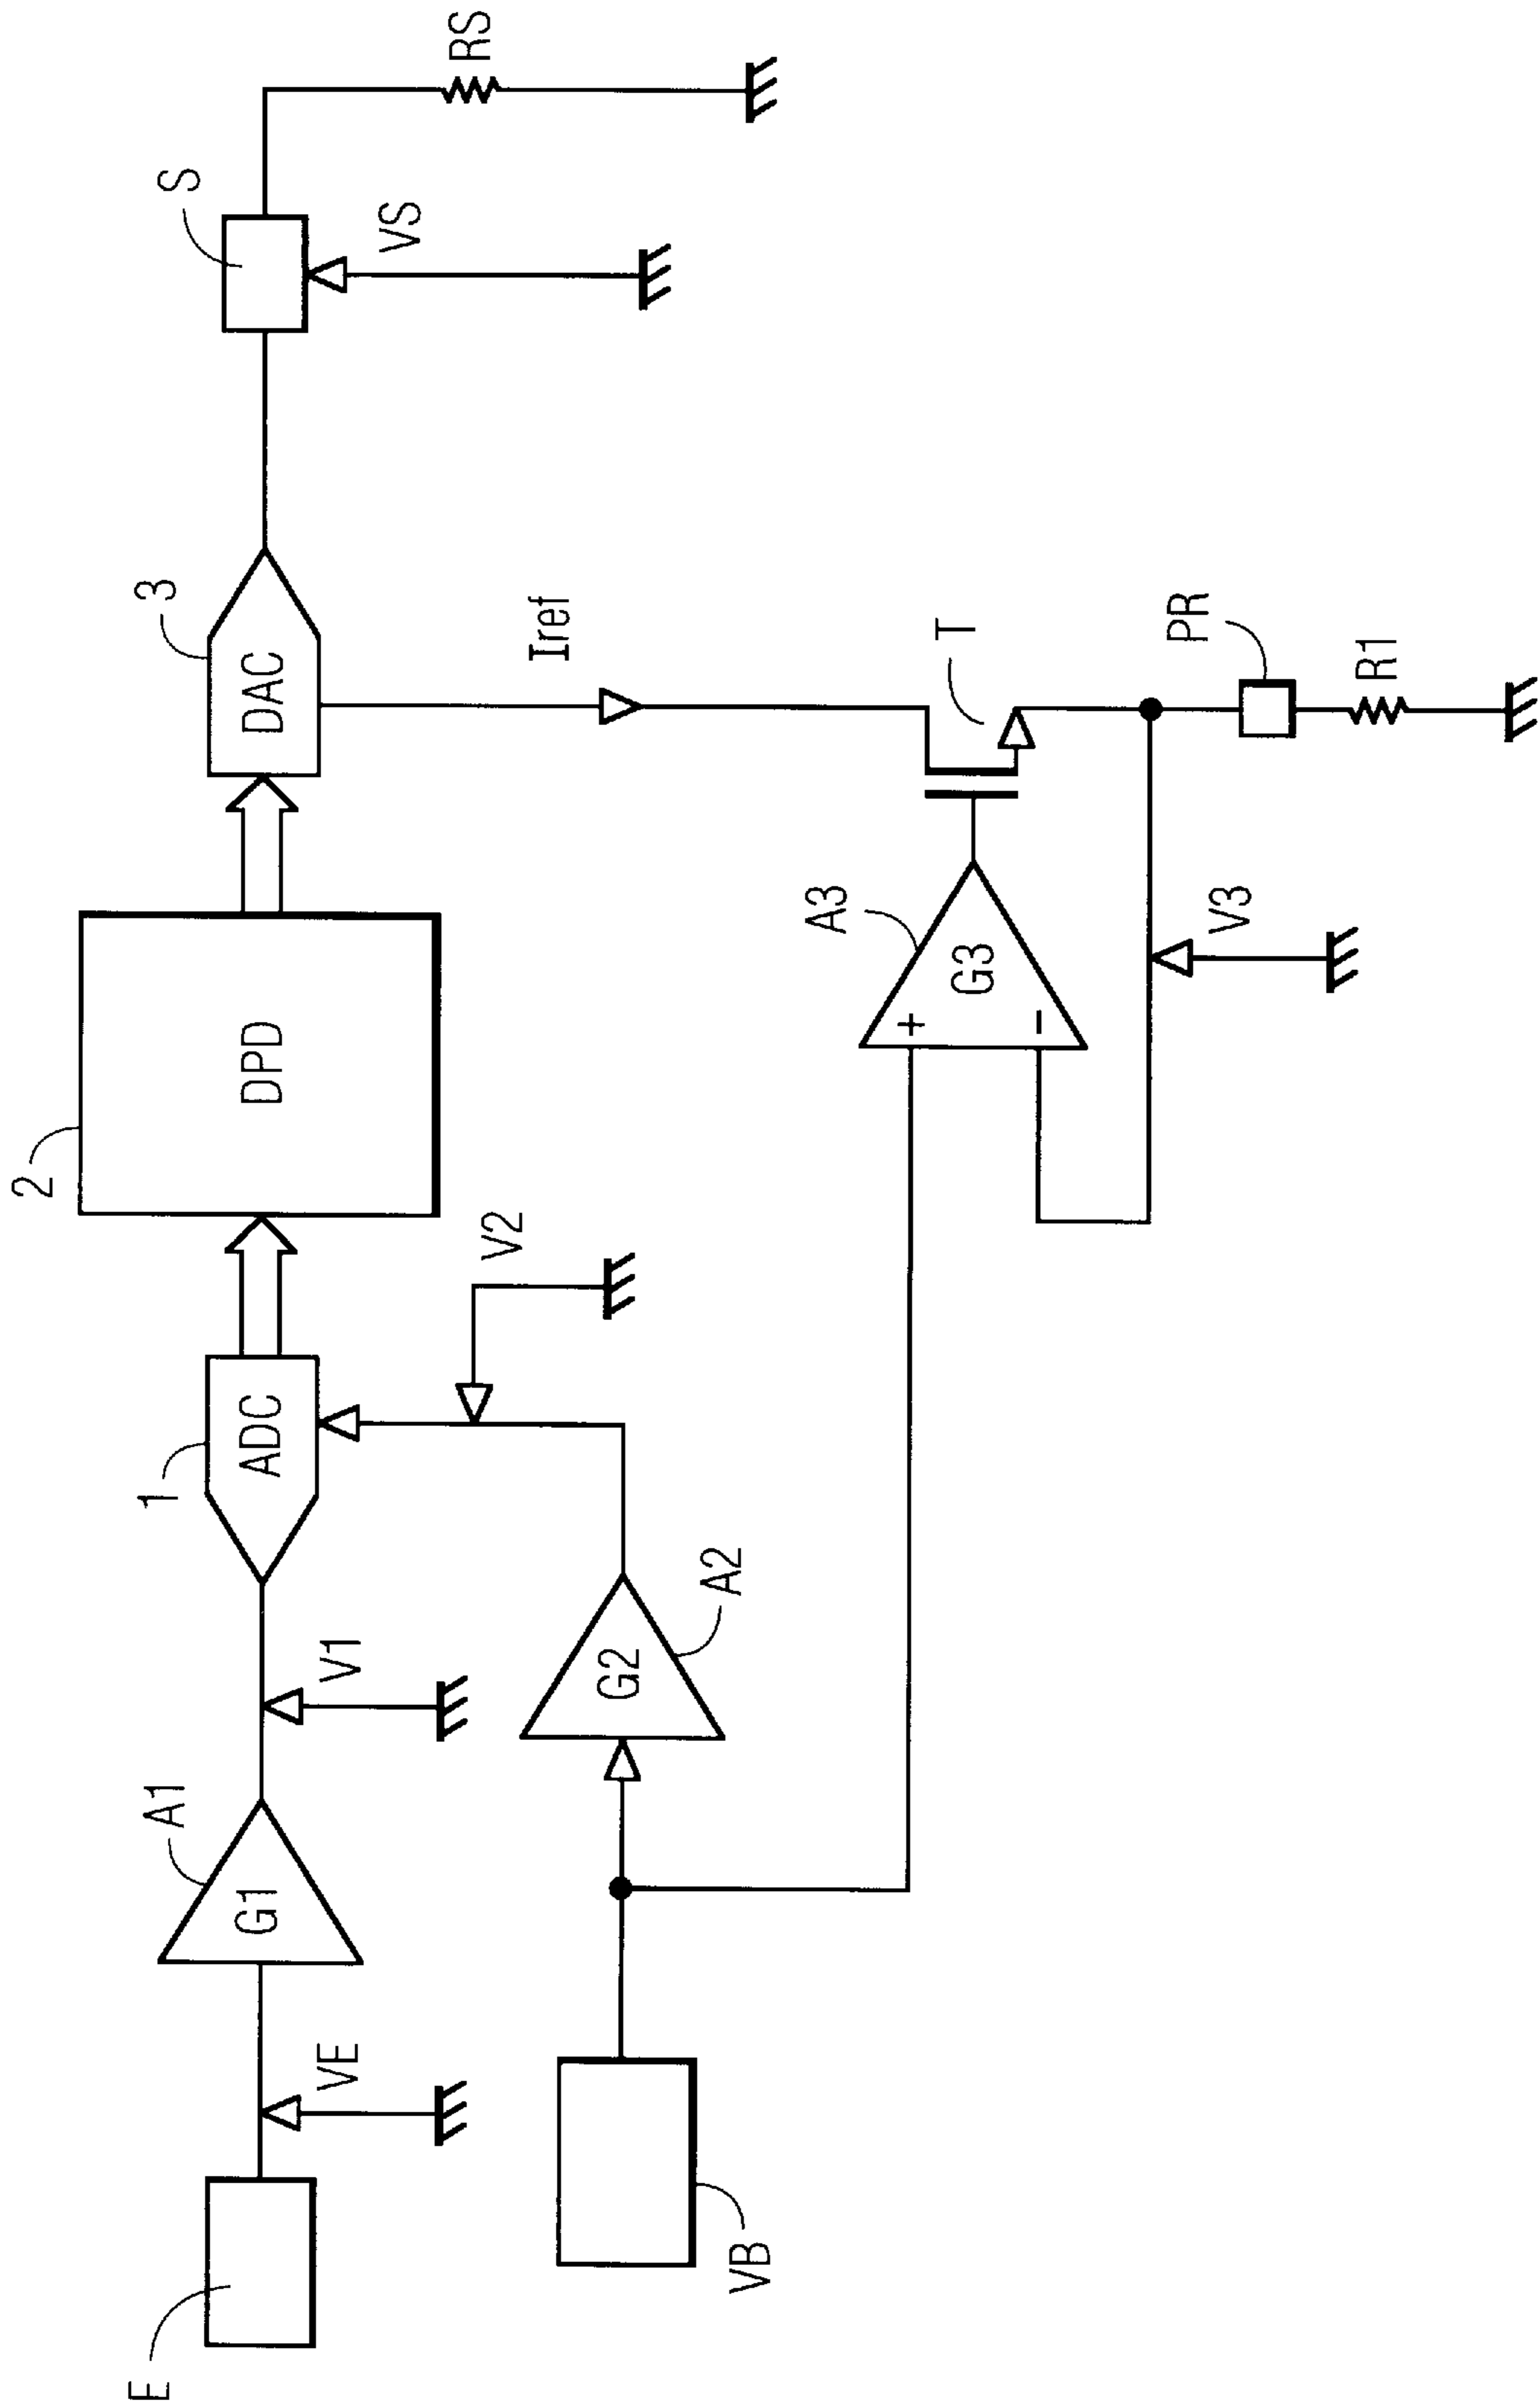 E
VE
A1
G1
V1
1
ADC
2
DPD
3
DAC
S
VS
RS
V2
Iref
VB
G2
A2
A3
G3
+
-
T
V3
PR
R1